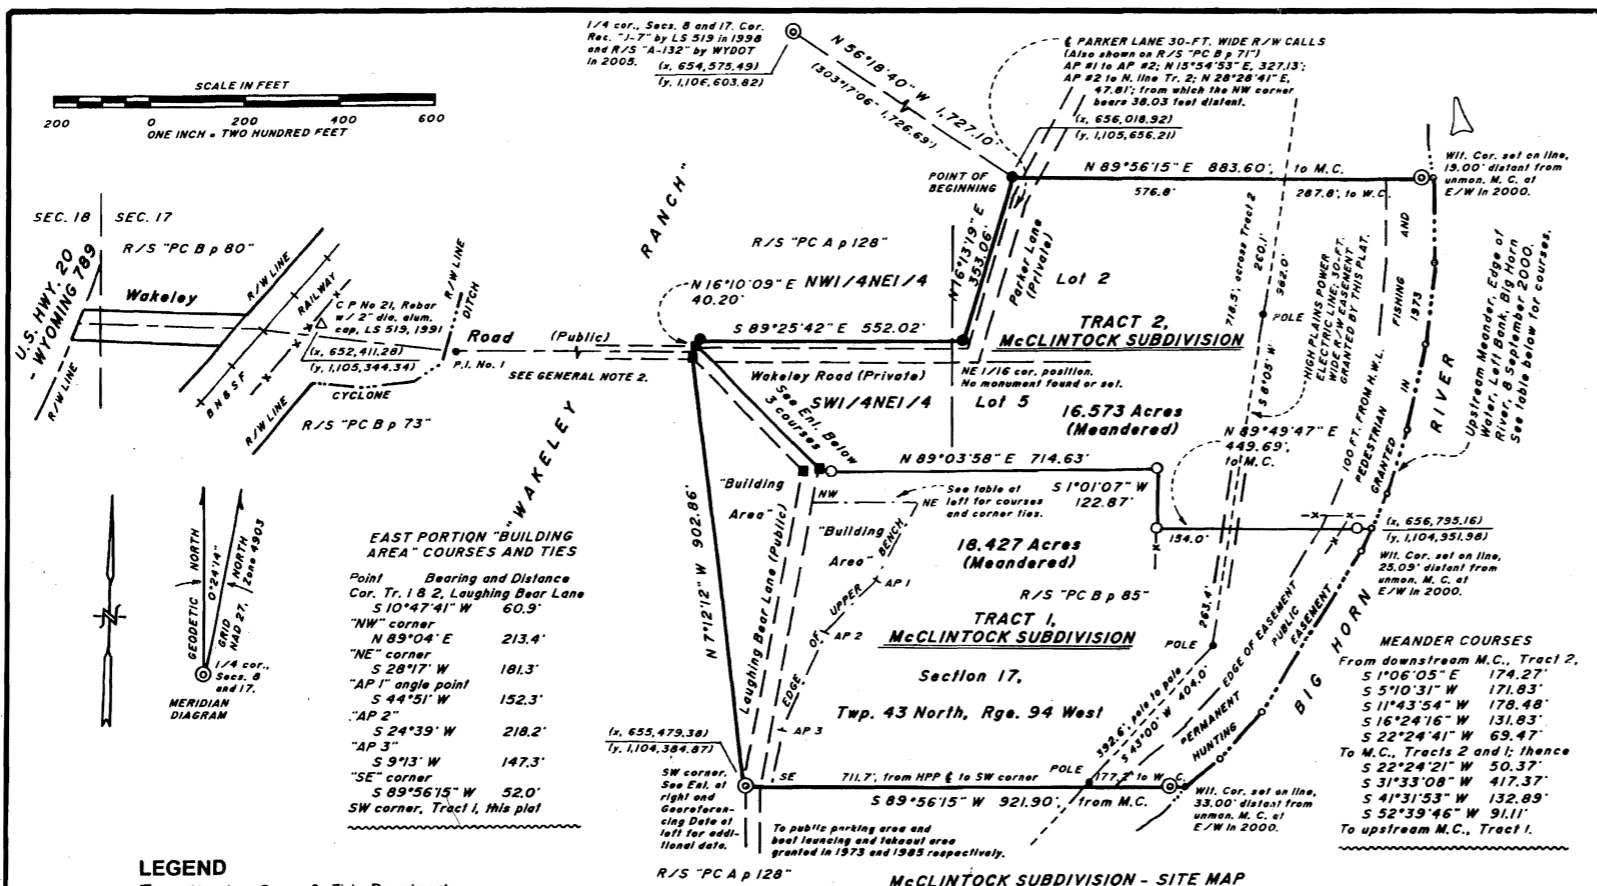 1/4 cor., Secs. 8 and 17. Cor.
Rec. "J-7" by LS 519 in 1998
and R/S "A-132" by WYDOT
in 2005.
(x, 654,575.49)
(y, 1,106,603.82)
N 56°18'40" W 1,727.10'
(303°17'06" 1,726.69')
℄ PARKER LANE 30-FT. WIDE R/W CALLS
(Also shown on R/S "PC B p 71")
AP #1 to AP #2; N 15°54'53" E, 327.13';
AP #2 to N. line Tr. 2; N 28°28'41" E,
47.81'; from which the NW corner
bears 38.03 feet distant.
(x, 656,018.92)
(y, 1,105,656.21)
SCALE IN FEET
200 0 200 400 600
ONE INCH = TWO HUNDRED FEET
POINT OF
BEGINNING
N 89°56'15" E 883.60', to M.C.
576.8' 287.8', to W.C.
Wit. Cor. set on line,
19.00' distant from
unmon. M. C. at
E/W in 2000.
SEC. 18 SEC. 17
R/S "PC B p 80"
U.S. HWY. 20
- WYOMING 789
R/W LINE
Wakeley
R/W LINE
RAILWAY
BN & SF
R/W LINE
C P No 21, Rebar
w/ 2" dia. alum.
cap, LS 519, 1991
(x, 652,411.28)
(y, 1,105,344.34)
R/W LINE
DITCH
CYCLONE
R/S "PC B p 73"
Road (Public)
P.I. No. 1
SEE GENERAL NOTE 2.
"WAKELEY
RANCH"
R/S "PC A p 128"
N 16°10'09" E
40.20'
NW1/4NE1/4
N 16°13'19" E
353.06'
Parker Lane
(Private)
Lot 2
S 89°25'42" E 552.02'
TRACT 2,
McCLINTOCK SUBDIVISION
Wakeley Road (Private)
NE 1/16 cor. position.
No monument found or set.
SW1/4NE1/4
Lot 5
16.573 Acres
(Meandered)
718.5', across Tract 2
260.1'
982.0'
POLE
S 8°05' W
HIGH PLAINS POWER
ELECTRIC LINE; 30-FT.
WIDE R/W EASEMENT
GRANTED BY THIS PLAT.
100 FT. FROM H.W.L.
PEDESTRIAN FISHING AND
GRANTED IN 1973
RIVER
Upstream Meander, Edge of
Water, Left Bank, Big Horn
River, 8 September 2000.
See table below for courses.
See Enl. Below
3 courses
N 89°03'58" E 714.63'
N 89°49'47" E
449.69',
to M.C.
S 1°01'07" W
122.87'
154.0'
(x, 656,795.16)
(y, 1,104,951.98)
Wit. Cor. set on line,
25.09' distant from
unmon. M. C. at
E/W in 2000.
"Building
Area"
NW
NE
See table at
left for courses
and corner ties.
"Building
Area"
18.427 Acres
(Meandered)
R/S "PC B p 85"
EDGE OF UPPER BENCH
AP 1
AP 2
AP 3
SE
TRACT 1,
McCLINTOCK SUBDIVISION
Section 17,
Twp. 43 North, Rge. 94 West
N 7°12'12" W 902.86'
Laughing Bear Lane (Public)
263.4'
POLE
392.6', pole to pole
S 43°00' W 404.0'
EDGE OF EASEMENT
PERMANENT PUBLIC
HUNTING EASEMENT
BIG HORN
GEODETIC NORTH
0°24'14"
GRID NORTH
NAD 27, Zone 4903
1/4 cor.,
Secs. 8
and 17.
MERIDIAN
DIAGRAM
EAST PORTION "BUILDING
AREA" COURSES AND TIES
Point Bearing and Distance
Cor. Tr. 1 & 2, Laughing Bear Lane
S 10°47'41" W 60.9'
"NW" corner
N 89°04' E 213.4'
"NE" corner
S 28°17' W 181.3'
"AP 1" angle point
S 44°51' W 152.3'
"AP 2"
S 24°39' W 218.2'
"AP 3"
S 9°13' W 147.3'
"SE" corner
S 89°56'15" W 52.0'
SW corner, Tract 1, this plat
(x, 655,479.38)
(y, 1,104,384.87)
SW corner.
See Enl. at
right and
Georeferen-
cing Data at
left for addi-
tional data.
711.7', from HPP ℄ to SW corner
POLE
177.2' to W.C.
S 89°56'15" W 921.90', from M.C.
Wit. Cor. set on line,
33.00' distant from
unmon. M. C. at
E/W in 2000.
To public parking area and
boat launcing and takeout area
granted in 1973 and 1985 respectively.
MEANDER COURSES
From downstream M.C., Tract 2,
S 1°06'05" E 174.27'
S 5°10'31" W 171.83'
S 11°43'54" W 178.48'
S 16°24'16" W 131.83'
S 22°24'41" W 69.47'
To M.C., Tracts 2 and 1; thence
S 22°24'21" W 50.37'
S 31°33'08" W 417.37'
S 41°31'53" W 132.89'
S 52°39'46" W 91.11'
To upstream M.C., Tract 1.
LEGEND
R/S "PC A p 128"
McCLINTOCK SUBDIVISION - SITE MAP